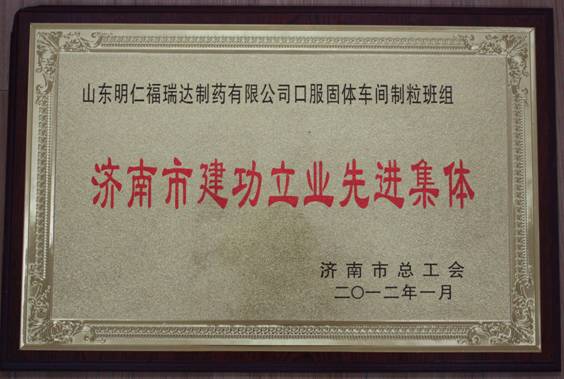 山东明仁福瑞达制药有限公司口服固体车间制粒班组
济南市建功立业先进集体
济南市总工会
二〇一二年一月